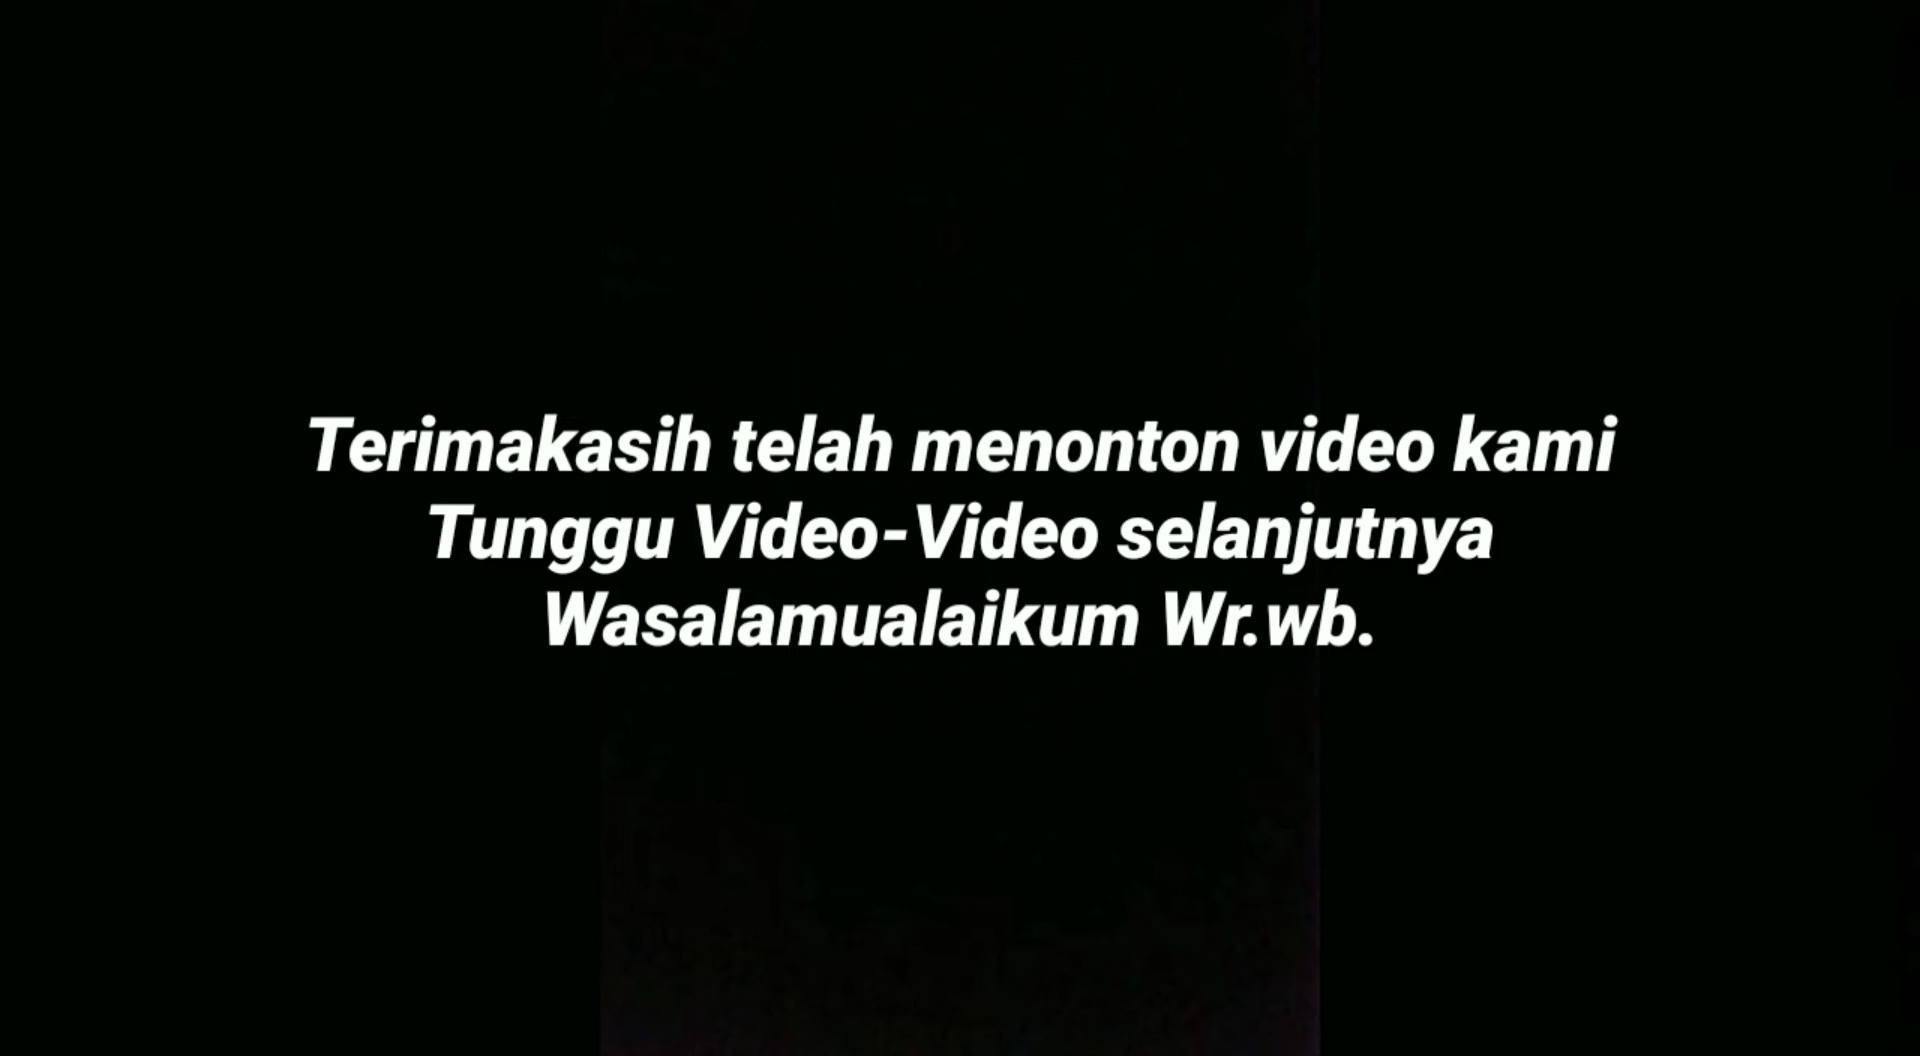 Terimakasih telah menonton video kami
Tunggu Video-Video selanjutnya
Wasalamualaikum Wr.wb.